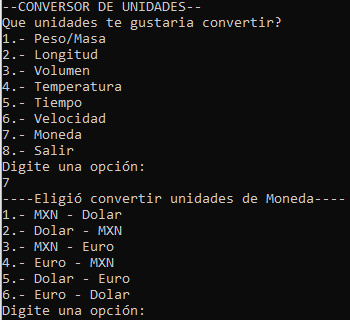 --CONVERSOR DE UNIDADES--
Que unidades te gustaria convertir?
1.- Peso/Masa
2.- Longitud
3.- Volumen
4.- Temperatura
5.- Tiempo
6.- Velocidad
7.- Moneda
8.- Salir
Digite una opción:
7
----Eligió convertir unidades de Moneda----
1.- MXN - Dolar
2.- Dolar - MXN
3.- MXN - Euro
4.- Euro - MXN
5.- Dolar - Euro
6.- Euro - Dolar
Digite una opción: